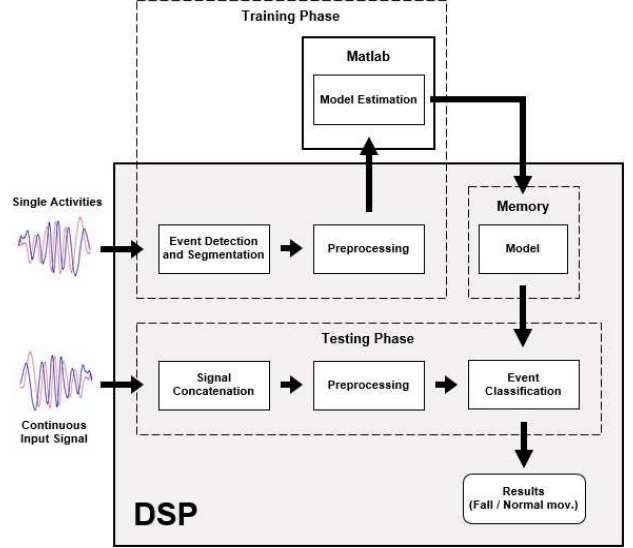 Training Phase
Matlab
Model Estimation
Single Activities
Event Detection
and Segmentation
Preprocessing
Memory
Model
Testing Phase
Signal
Concatenation
Preprocessing
Event
Classification
Continuous
Input Signal
Results
(Fall / Normal mov.)
DSP